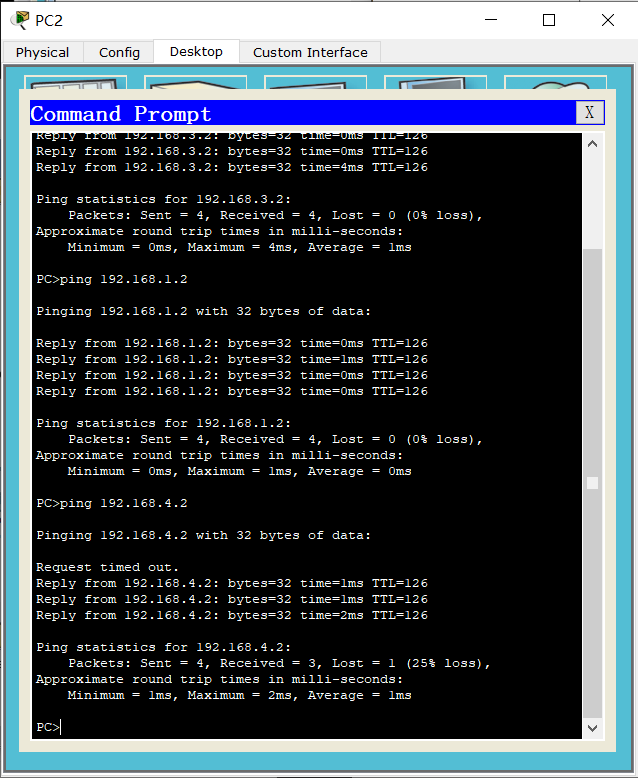 PC2
Physical Config Desktop Custom Interface
Command Prompt X
Reply from 192.168.3.2: bytes=32 time=0ms TTL=126
Reply from 192.168.3.2: bytes=32 time=0ms TTL=126
Reply from 192.168.3.2: bytes=32 time=4ms TTL=126
Ping statistics for 192.168.3.2:
Packets: Sent = 4, Received = 4, Lost = 0 (0% loss),
Approximate round trip times in milli-seconds:
Minimum = 0ms, Maximum = 4ms, Average = 1ms
PC>ping 192.168.1.2
Pinging 192.168.1.2 with 32 bytes of data:
Reply from 192.168.1.2: bytes=32 time=0ms TTL=126
Reply from 192.168.1.2: bytes=32 time=1ms TTL=126
Reply from 192.168.1.2: bytes=32 time=0ms TTL=126
Reply from 192.168.1.2: bytes=32 time=0ms TTL=126
Ping statistics for 192.168.1.2:
Packets: Sent = 4, Received = 4, Lost = 0 (0% loss),
Approximate round trip times in milli-seconds:
Minimum = 0ms, Maximum = 1ms, Average = 0ms
PC>ping 192.168.4.2
Pinging 192.168.4.2 with 32 bytes of data:
Request timed out.
Reply from 192.168.4.2: bytes=32 time=1ms TTL=126
Reply from 192.168.4.2: bytes=32 time=1ms TTL=126
Reply from 192.168.4.2: bytes=32 time=2ms TTL=126
Ping statistics for 192.168.4.2:
Packets: Sent = 4, Received = 3, Lost = 1 (25% loss),
Approximate round trip times in milli-seconds:
Minimum = 1ms, Maximum = 2ms, Average = 1ms
PC>